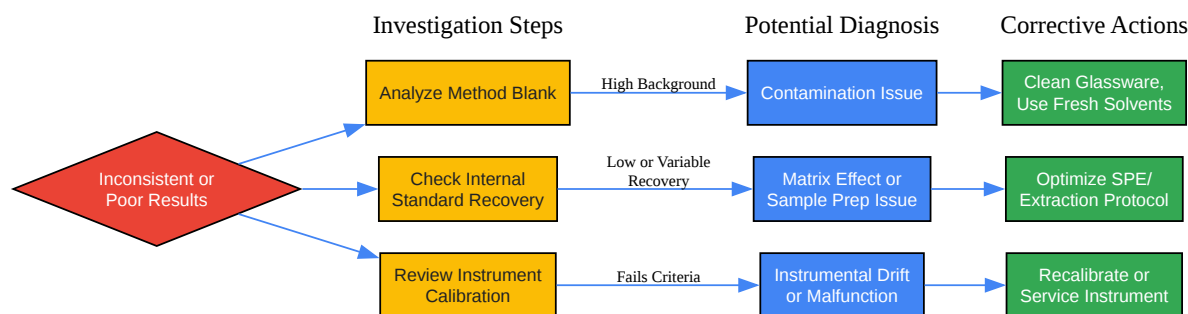 Investigation Steps
Potential Diagnosis
Corrective Actions
Inconsistent or
Poor Results
Analyze Method Blank
High Background
Contamination Issue
Clean Glassware,
Use Fresh Solvents
Check Internal
Standard Recovery
Low or Variable
Recovery
Matrix Effect or
Sample Prep Issue
Optimize SPE/
Extraction Protocol
Review Instrument
Calibration
Fails Criteria
Instrumental Drift
or Malfunction
Recalibrate or
Service Instrument